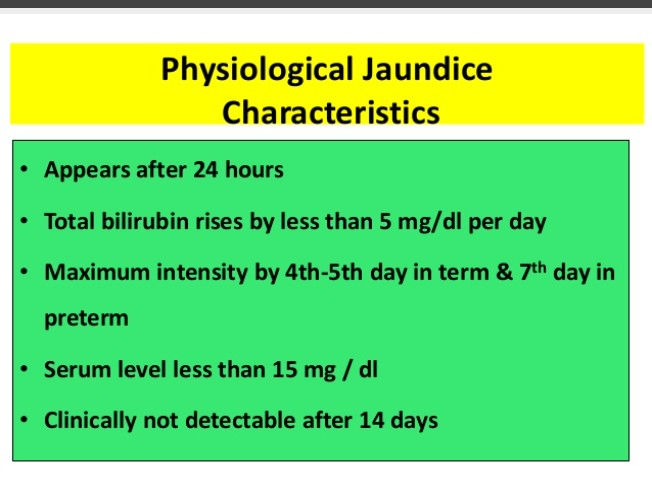 Physiological Jaundice
Characteristics
• Appears after 24 hours
• Total bilirubin rises by less than 5 mg/dl per day
• Maximum intensity by 4th-5th day in term & 7th day in
preterm
• Serum level less than 15 mg / dl
• Clinically not detectable after 14 days